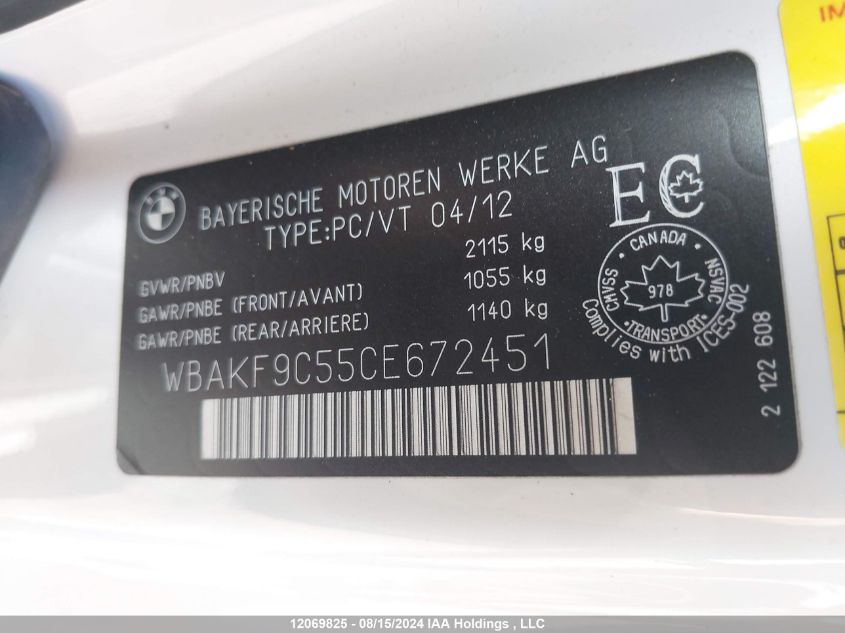 IM
BMW
BAYERISCHE MOTOREN WERKE AG
TYPE:PC/VT 04/12
GVWR/PNBV 2115 kg
GAWR/PNBE (FRONT/AVANT) 1055 kg
GAWR/PNBE (REAR/ARRIERE) 1140 kg
WBAKF9C55CE672451
EC
CANADA
CMVSS 978 NSVAC
TRANSPORT
Complies with ICES-002
2 122 608
12069825 - 08/15/2024 IAA Holdings , LLC